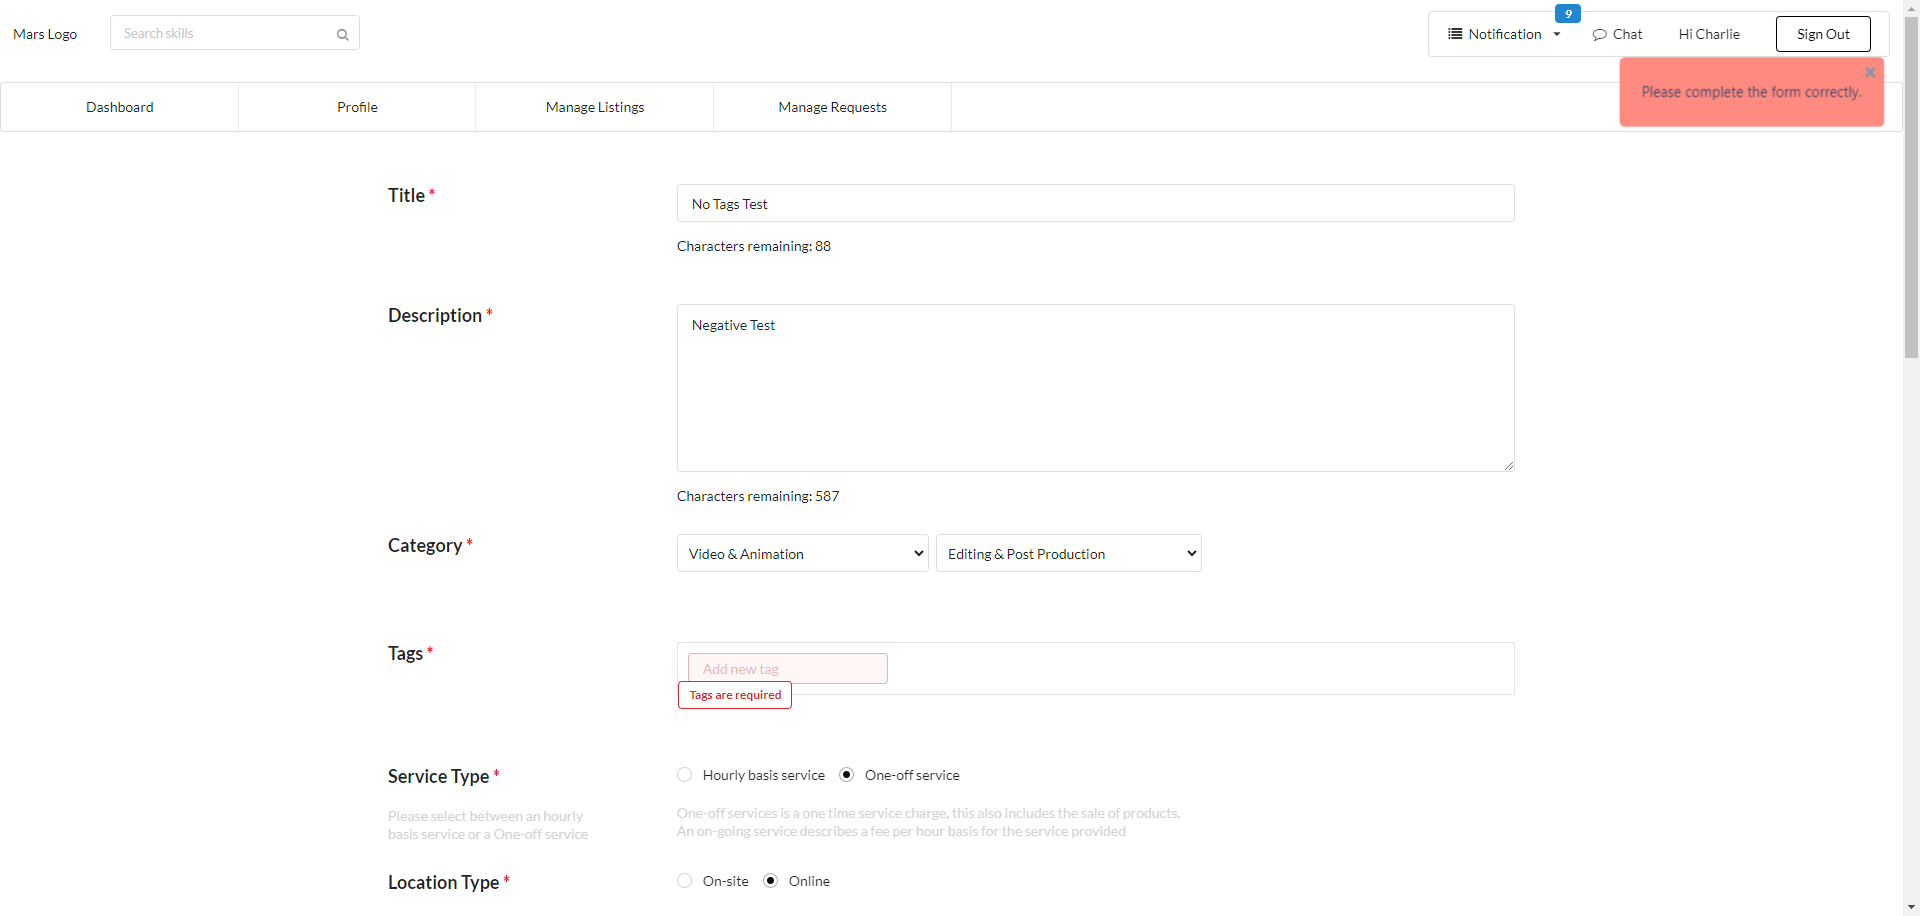 Mars Logo
Search skills
9
Notification
Chat
Hi Charlie
Sign Out
Please complete the form correctly.
Dashboard
Profile
Manage Listings
Manage Requests
Title *
No Tags Test
Characters remaining: 88
Description *
Negative Test
Characters remaining: 587
Category *
Video & Animation
Editing & Post Production
Tags *
Add new tag
Tags are required
Service Type *
Hourly basis service
One-off service
Please select between an hourly
basis service or a One-off service
One-off services is a one time service charge, this also includes the sale of products.
An on-going service describes a fee per hour basis for the service provided
Location Type *
On-site
Online